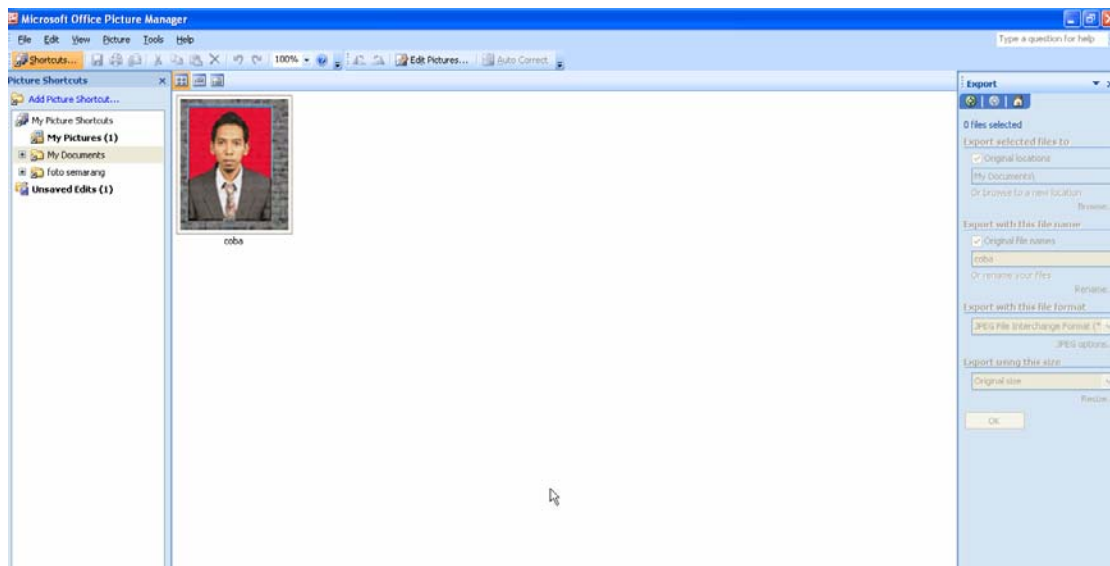 Microsoft Office Picture Manager
File Edit View Picture Tools Help
Type a question for help
Shortcuts... 100% Edit Pictures... Auto Correct
Picture Shortcuts
Add Picture Shortcut...
My Picture Shortcuts
My Pictures (1)
My Documents
foto semarang
Unsaved Edits (1)
coba
Export
0 files selected
Export selected files to
Original locations
My Documents\
Or browse to a new location
Browse.
Export with this file name
Original file names
coba
Or rename your files
Rename.
Export with this file format
JPEG File Interchange Format (*
JPEG options.
Export using this size
Original size
Resize.
OK